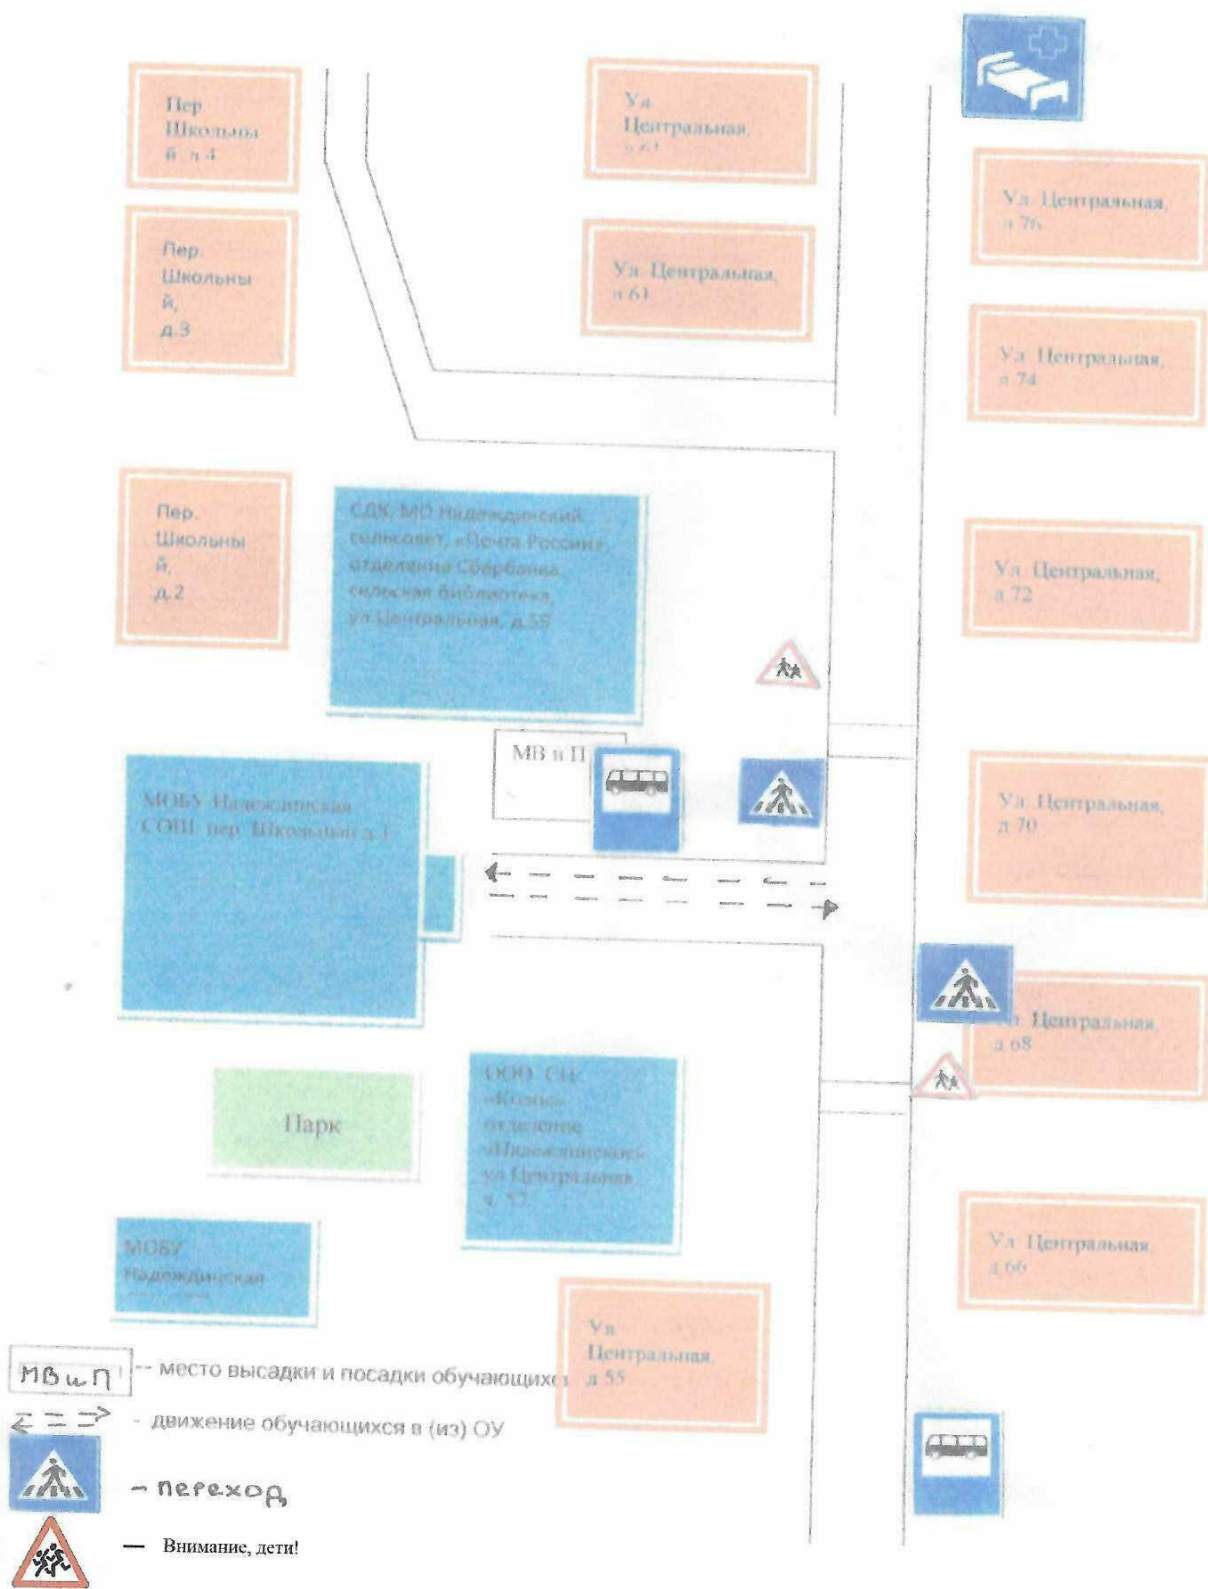 Пер.
Школьны
й, д.4
Ул.
Центральная,
Ул. Центральная,
д.76
Пер.
Школьны
й,
д.3
Ул. Центральная,
д.61
Ул. Центральная,
д.74
Пер.
Школьны
й,
д.2
СДК, МО Надеждинский
сельсовет, «Почта России»,
отделение Сбербанка,
сельская библиотека,
ул.Центральная, д.59
Ул. Центральная,
д.72
МВ и П
МОБУ Надеждинская
СОШ пер. Школьный д.1
Ул. Центральная,
д.70
Ул. Центральная,
д.68
Парк
ООО СП
«Колос»
отделение
«Надеждинское»
ул.Центральная
д. 57
Ул. Центральная,
д.66
МОБУ
Надеждинская
Ул.
Центральная,
д.55
МВ и П -- место высадки и посадки обучающихся
- движение обучающихся в (из) ОУ
- переход
— Внимание, дети!